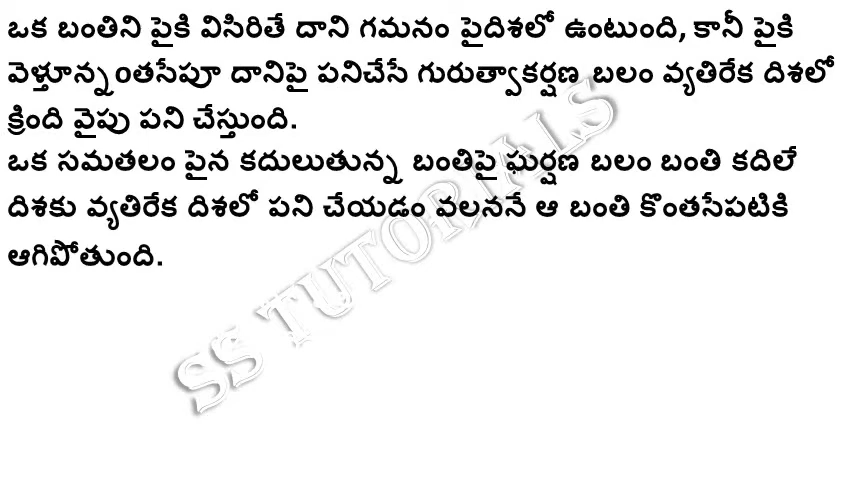 ఒక బంతిని పైకి విసిరితే దాని గమనం పైదిశలో ఉంటుంది, కానీ పైకి
వెళ్తూన్నంతసేపూ దానిపై పనిచేసే గురుత్వాకర్షణ బలం వ్యతిరేక దిశలో
క్రింది వైపు పని చేస్తుంది.
ఒక సమతలం పైన కదులుతున్న బంతిపై ఘర్షణ బలం బంతి కదిలే
దిశకు వ్యతిరేక దిశలో పని చేయడం వలననే ఆ బంతి కొంతసేపటికి
ఆగిపోతుంది.
SS TUTORIALS